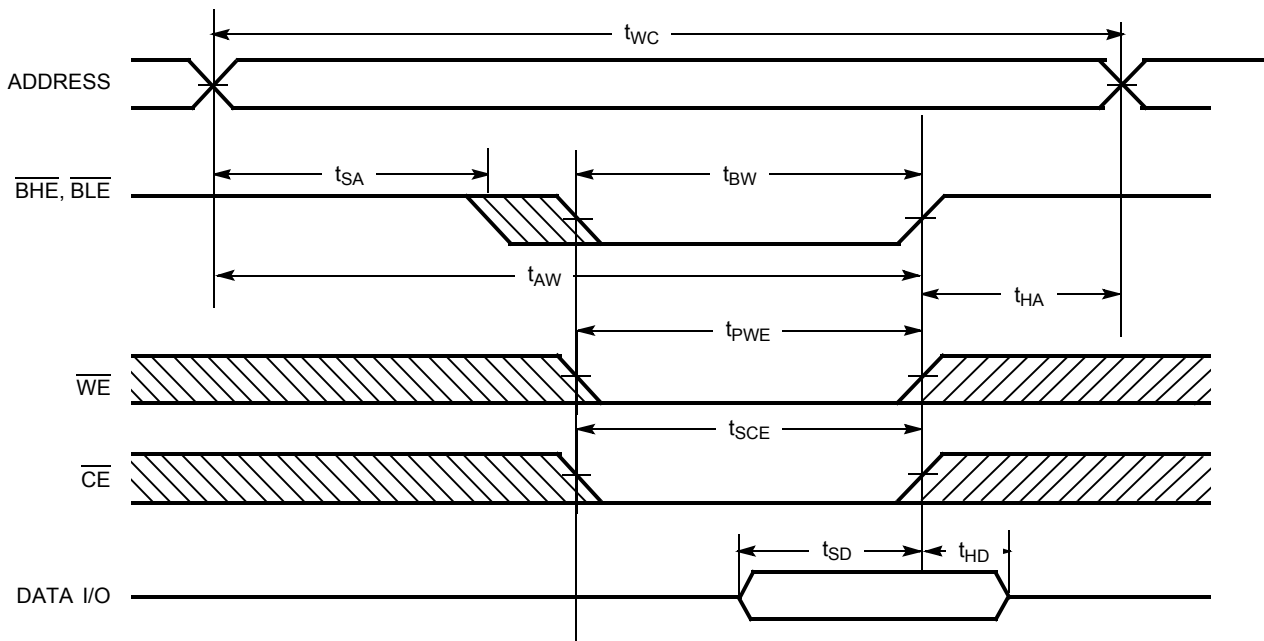 tWC
ADDRESS
tSA
tBW
BHE, BLE
tAW
tHA
tPWE
WE
tSCE
CE
tSD
tHD
DATA I/O